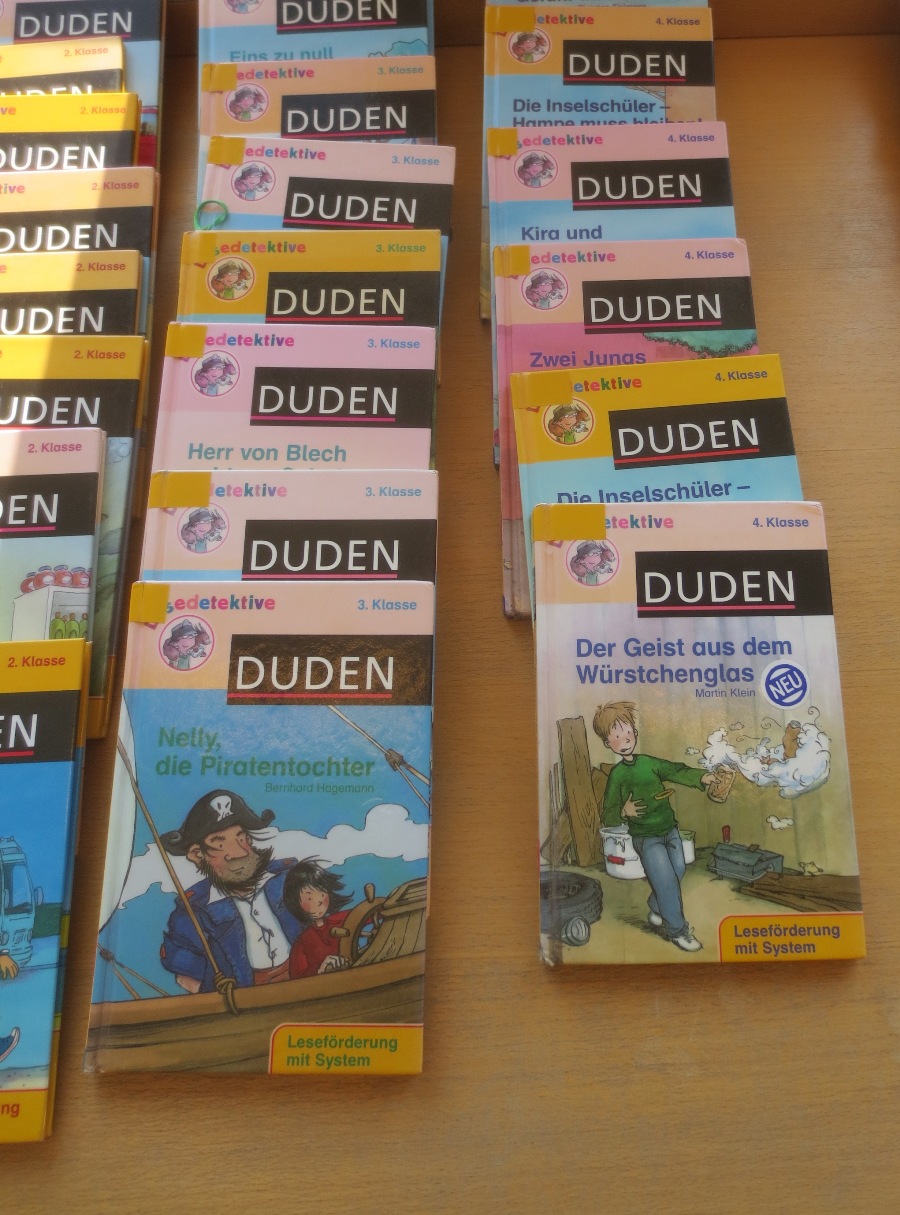 DUDEN
2. Klasse
DUDEN
2. Klasse
DUDEN
2. Klasse
DUDEN
2. Klasse
DUDEN
2. Klasse
2. Klasse
2. Klasse
DUDEN
Eins zu null
edetektive
3. Klasse
DUDEN
edetektive
3. Klasse
DUDEN
edetektive
3. Klasse
DUDEN
edetektive
3. Klasse
DUDEN
Herr von Blech
detektive
3. Klasse
DUDEN
edetektive
3. Klasse
DUDEN
Nelly,
die Piratentochter
Bernhard Hagemann
Leseförderung
mit System
edetektive
4. Klasse
DUDEN
Die Inselschüler –
Hampe muss bleiben!
edetektive
4. Klasse
DUDEN
Kira und
edetektive
4. Klasse
DUDEN
Zwei Jungs
etektive
4. Klasse
DUDEN
Die Inselschüler –
etektive
4. Klasse
DUDEN
Der Geist aus dem
Würstchenglas
Martin Klein
NEU
Leseförderung
mit System